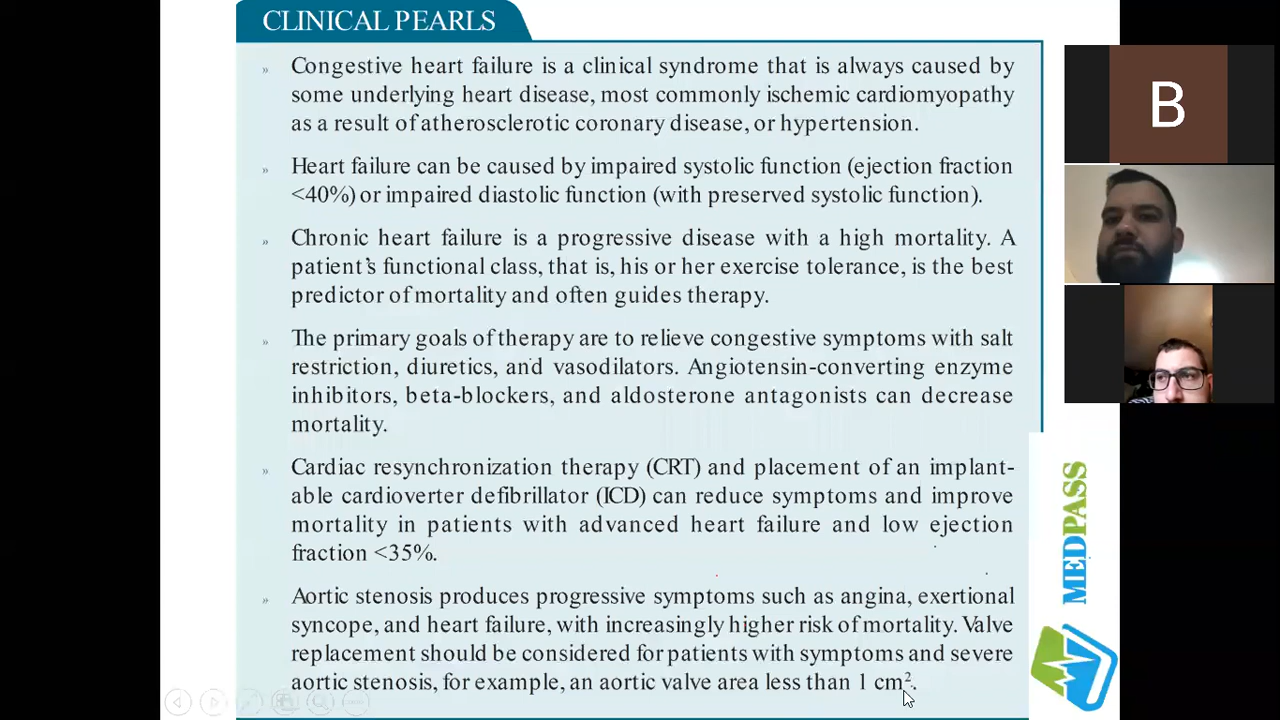 CLINICAL PEARLS
» Congestive heart failure is a clinical syndrome that is always caused by
some underlying heart disease, most commonly ischemic cardiomyopathy
as a result of atherosclerotic coronary disease, or hypertension.
» Heart failure can be caused by impaired systolic function (ejection fraction
<40%) or impaired diastolic function (with preserved systolic function).
» Chronic heart failure is a progressive disease with a high mortality. A
patient's functional class, that is, his or her exercise tolerance, is the best
predictor of mortality and often guides therapy.
» The primary goals of therapy are to relieve congestive symptoms with salt
restriction, diuretics, and vasodilators. Angiotensin-converting enzyme
inhibitors, beta-blockers, and aldosterone antagonists can decrease
mortality.
» Cardiac resynchronization therapy (CRT) and placement of an implant-
able cardioverter defibrillator (ICD) can reduce symptoms and improve
mortality in patients with advanced heart failure and low ejection
fraction <35%.
» Aortic stenosis produces progressive symptoms such as angina, exertional
syncope, and heart failure, with increasingly higher risk of mortality. Valve
replacement should be considered for patients with symptoms and severe
aortic stenosis, for example, an aortic valve area less than 1 cm².
B
MEDPASS